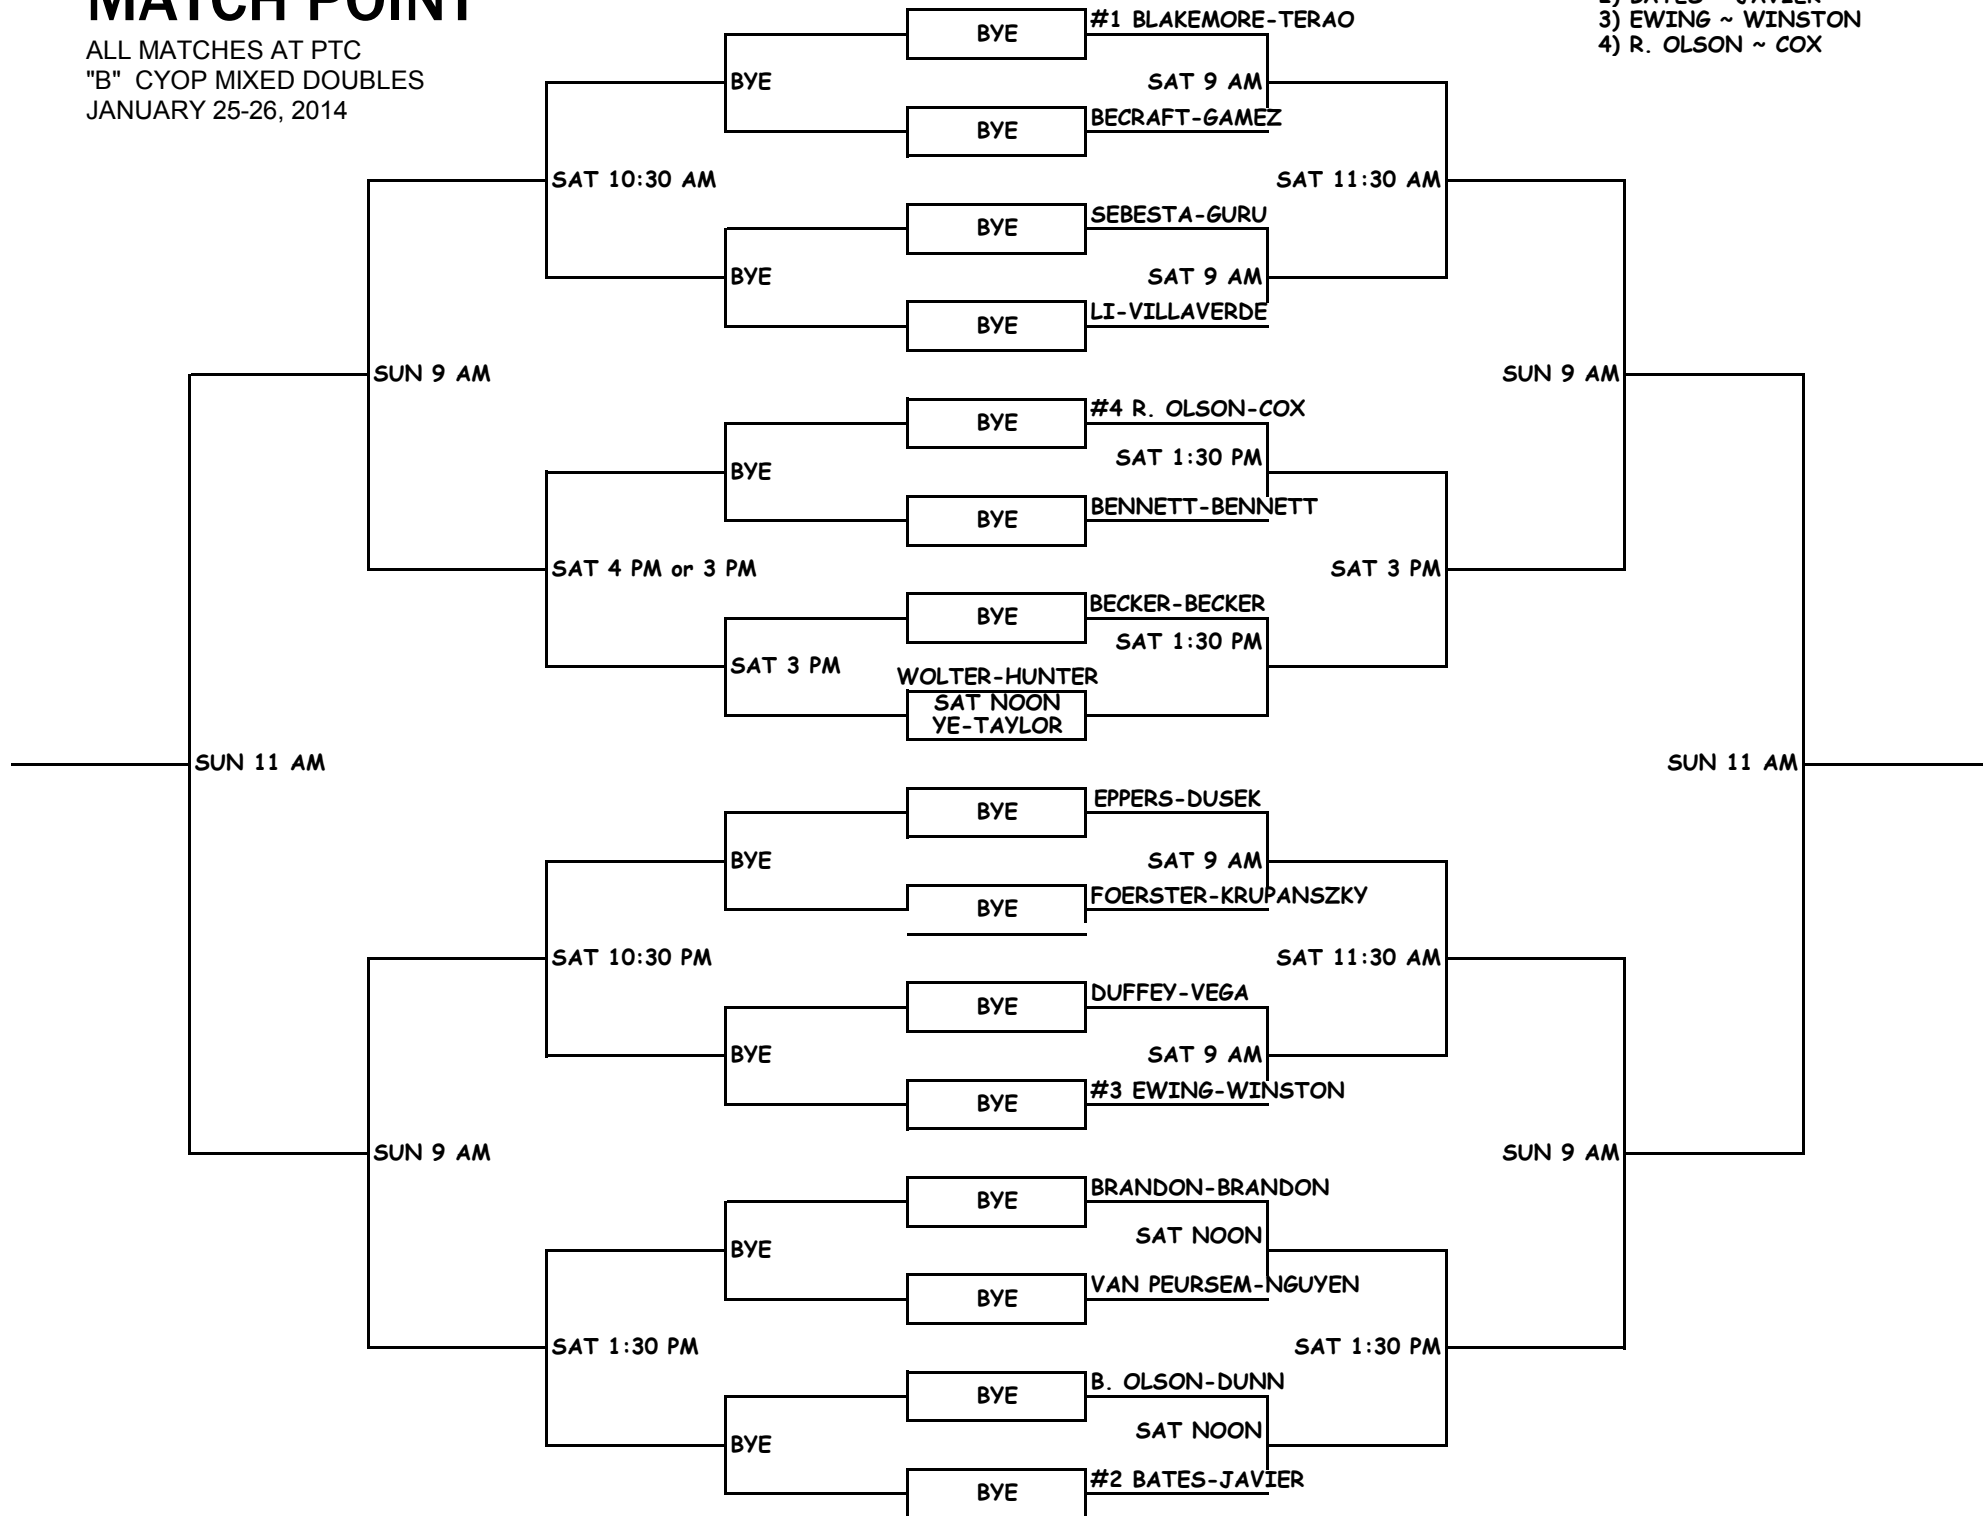 MATCH POINT
ALL MATCHES AT PTC
"B" CYOP MIXED DOUBLES
JANUARY 25-26, 2014
2) BATES ~ JAVIER
3) EWING ~ WINSTON
4) R. OLSON ~ COX
BYE
#1 BLAKEMORE-TERAO
BYE
SAT 9 AM
BYE
BECRAFT-GAMEZ
SAT 10:30 AM
SAT 11:30 AM
BYE
SEBESTA-GURU
BYE
SAT 9 AM
BYE
LI-VILLAVERDE
SUN 9 AM
SUN 9 AM
BYE
#4 R. OLSON-COX
BYE
SAT 1:30 PM
BYE
BENNETT-BENNETT
SAT 4 PM or 3 PM
SAT 3 PM
BYE
BECKER-BECKER
SAT 1:30 PM
SAT 3 PM
WOLTER-HUNTER
SAT NOON
YE-TAYLOR
SUN 11 AM
SUN 11 AM
BYE
EPPERS-DUSEK
BYE
SAT 9 AM
BYE
FOERSTER-KRUPANSZKY
SAT 10:30 PM
SAT 11:30 AM
BYE
DUFFEY-VEGA
BYE
SAT 9 AM
BYE
#3 EWING-WINSTON
SUN 9 AM
SUN 9 AM
BYE
BRANDON-BRANDON
BYE
SAT NOON
BYE
VAN PEURSEM-NGUYEN
SAT 1:30 PM
SAT 1:30 PM
BYE
B. OLSON-DUNN
BYE
SAT NOON
BYE
#2 BATES-JAVIER